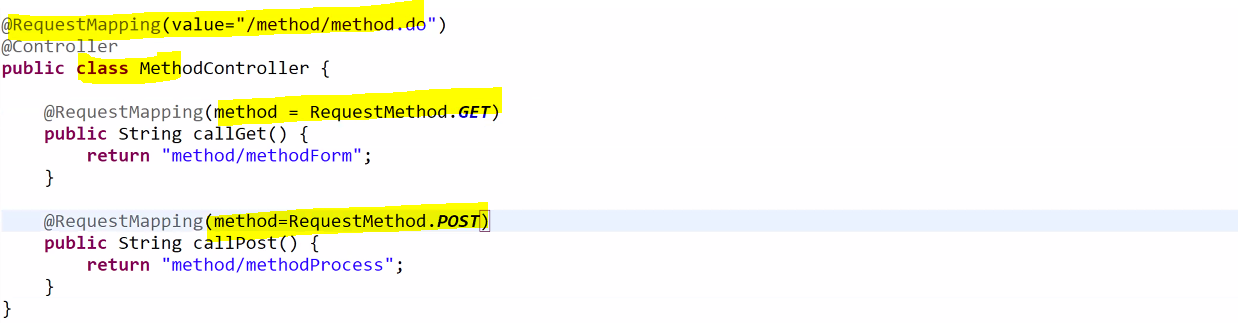 @RequestMapping(value="/method/method.do")
@Controller
public class MethodController {
@RequestMapping(method = RequestMethod.GET)
public String callGet() {
return "method/methodForm";
}
@RequestMapping(method=RequestMethod.POST)
public String callPost() {
return "method/methodProcess";
}
}